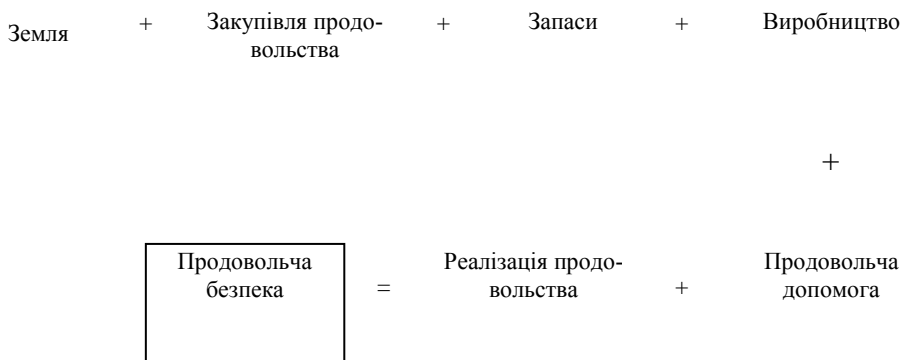 Земля + Закупівля продо- + Запаси + Виробництво
вольства
+
Продовольча Реалізація продо- Продовольча
безпека = вольства + допомога